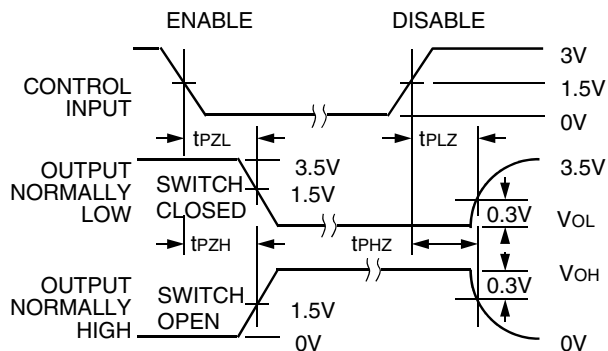 ENABLE DISABLE
CONTROL INPUT
3V
1.5V
0V
tPZL tPLZ
OUTPUT NORMALLY LOW
SWITCH CLOSED
3.5V
1.5V
3.5V
0.3V
VOL
tPZH tPHZ
OUTPUT NORMALLY HIGH
SWITCH OPEN
1.5V
0V
VOH
0.3V
0V